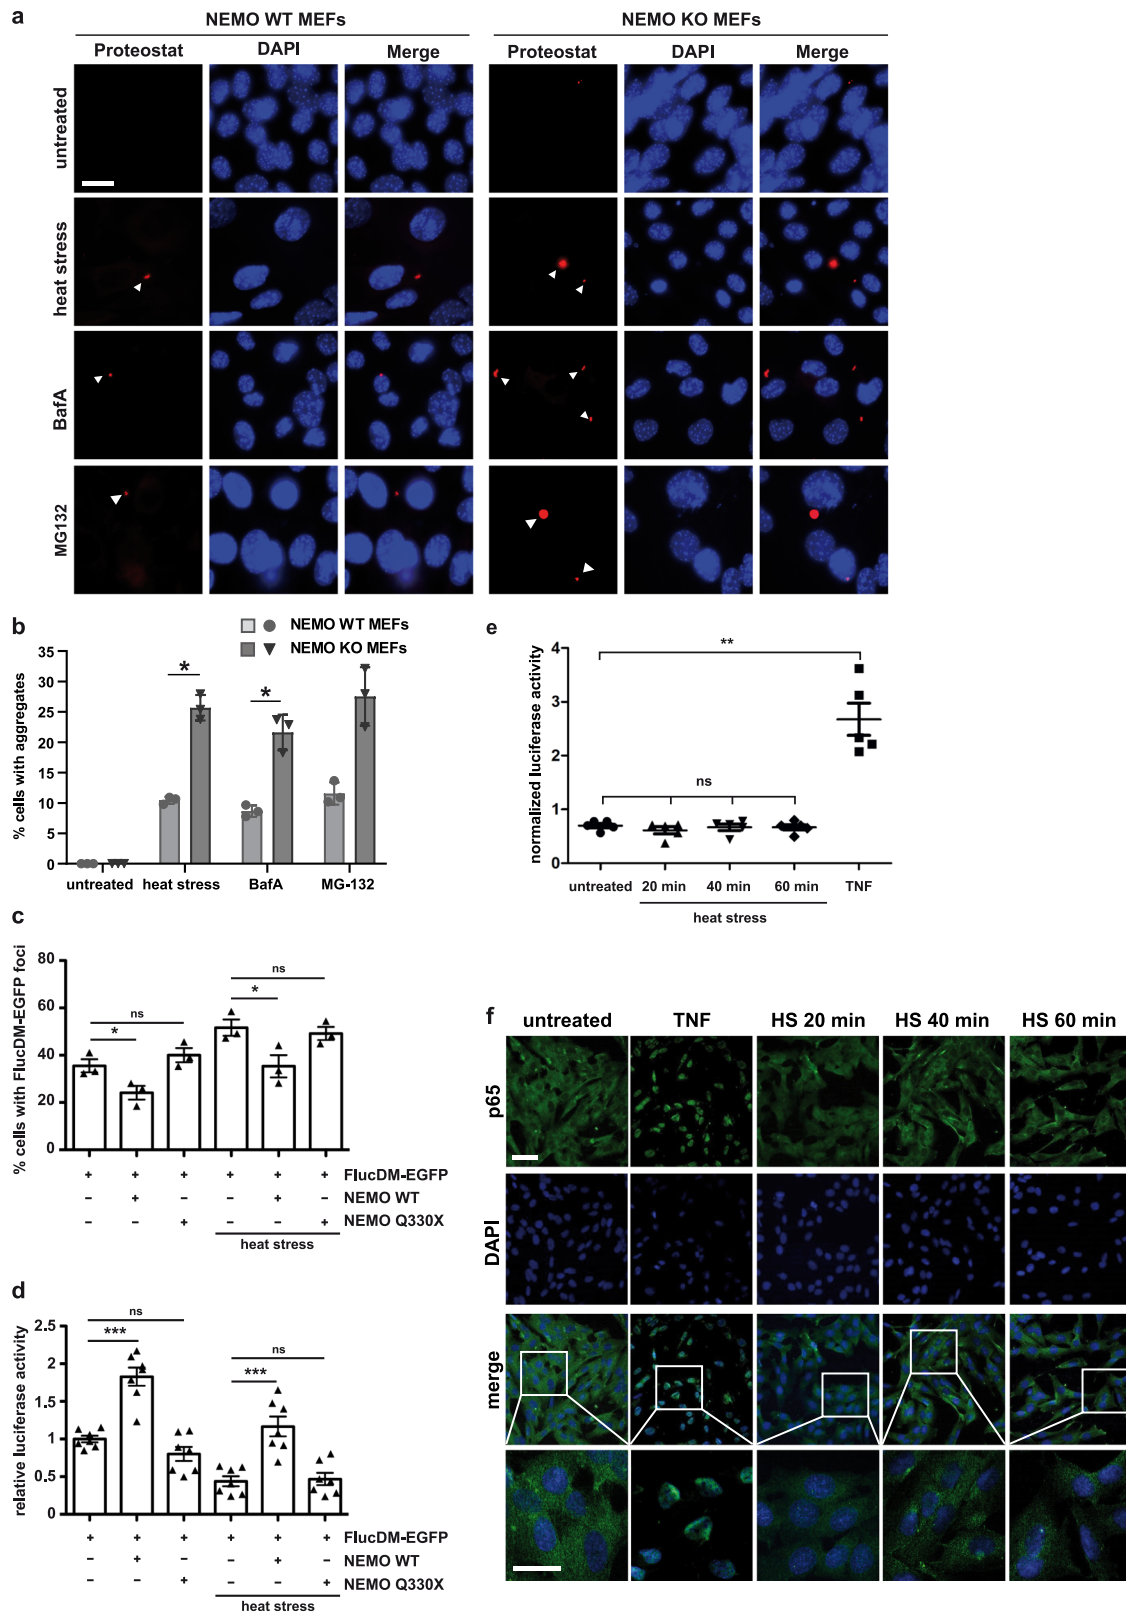 a
NEMO WT MEFs
NEMO KO MEFs
Proteostat DAPI Merge Proteostat DAPI Merge
untreated
heat stress
BafA
MG132
b
NEMO WT MEFs
NEMO KO MEFs
% cells with aggregates
35
30
25
20
15
10
5
0
* *
untreated heat stress BafA MG-132
e
normalized luciferase activity
4
3
2
1
0
**
ns
untreated 20 min 40 min 60 min TNF
heat stress
c
% cells with FlucDM-EGFP foci
80
60
40
20
0
ns
*
ns
*
+ + + + + + FlucDM-EGFP
– + – – + – NEMO WT
– – + – – + NEMO Q330X
heat stress
d
relative luciferase activity
2.5
2
1.5
1
0.5
0
ns
***
ns
***
+ + + + + + FlucDM-EGFP
– + – – + – NEMO WT
– – + – – + NEMO Q330X
heat stress
f
untreated TNF HS 20 min HS 40 min HS 60 min
p65
DAPI
merge